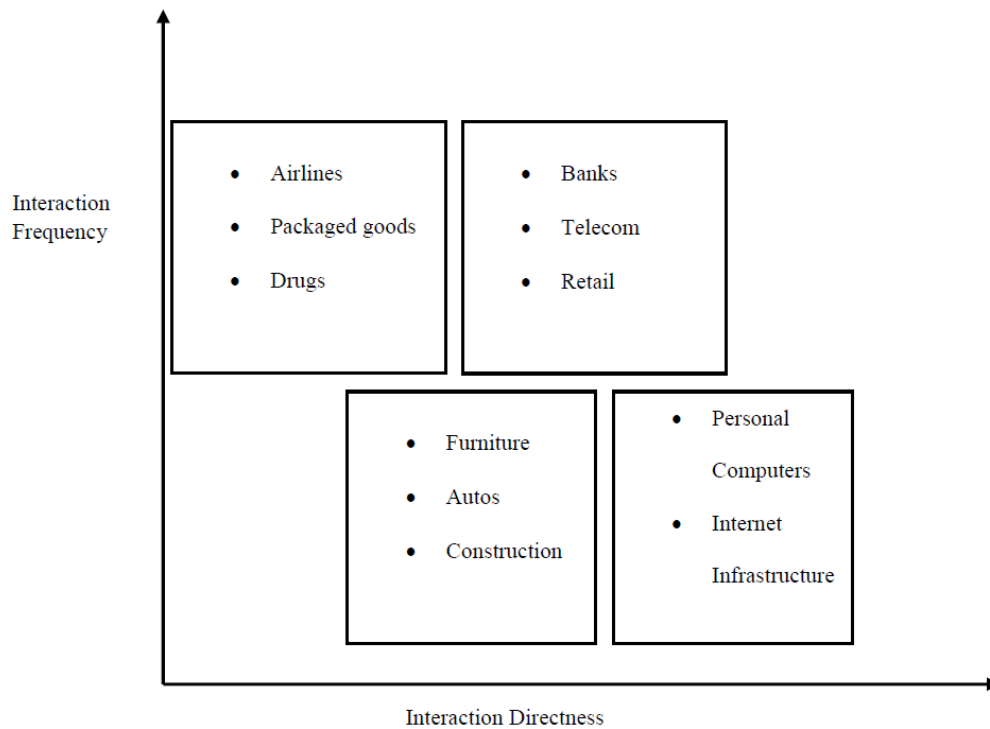 Interaction
Frequency
• Airlines
• Packaged goods
• Drugs
• Banks
• Telecom
• Retail
• Furniture
• Autos
• Construction
• Personal
Computers
• Internet
Infrastructure
Interaction Directness